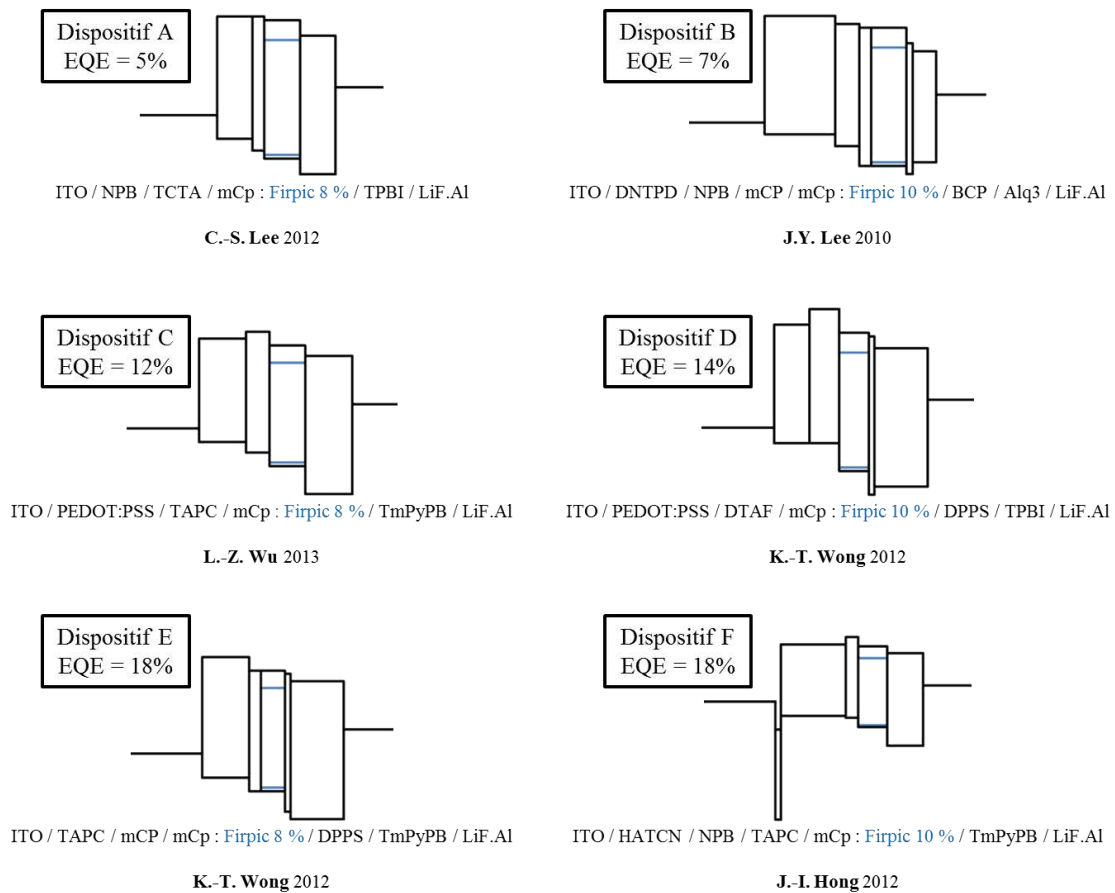 Dispositif A
EQE = 5%
ITO / NPB / TCTA / mCp : Firpic 8 % / TPBI / LiF.Al
C.-S. Lee 2012
Dispositif B
EQE = 7%
ITO / DNTPD / NPB / mCP / mCp : Firpic 10 % / BCP / Alq3 / LiF.Al
J.Y. Lee 2010
Dispositif C
EQE = 12%
ITO / PEDOT:PSS / TAPC / mCp : Firpic 8 % / TmPyPB / LiF.Al
L.-Z. Wu 2013
Dispositif D
EQE = 14%
ITO / PEDOT:PSS / DTAF / mCp : Firpic 10 % / DPPS / TPBI / LiF.Al
K.-T. Wong 2012
Dispositif E
EQE = 18%
ITO / TAPC / mCP / mCp : Firpic 8 % / DPPS / TmPyPB / LiF.Al
K.-T. Wong 2012
Dispositif F
EQE = 18%
ITO / HATCN / NPB / TAPC / mCp : Firpic 10 % / TmPyPB / LiF.Al
J.-I. Hong 2012